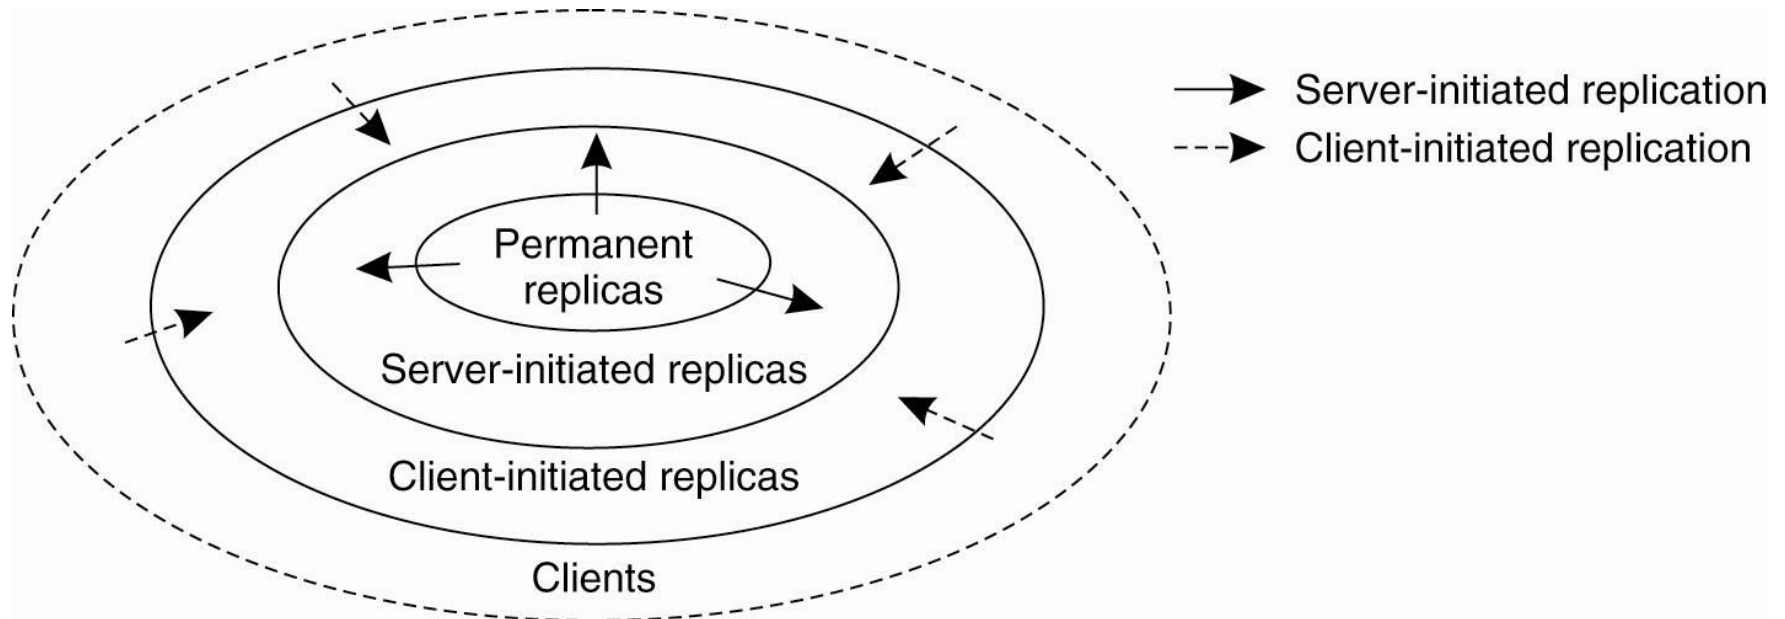 Server-initiated replication
Client-initiated replication
Permanent
replicas
Server-initiated replicas
Client-initiated replicas
Clients